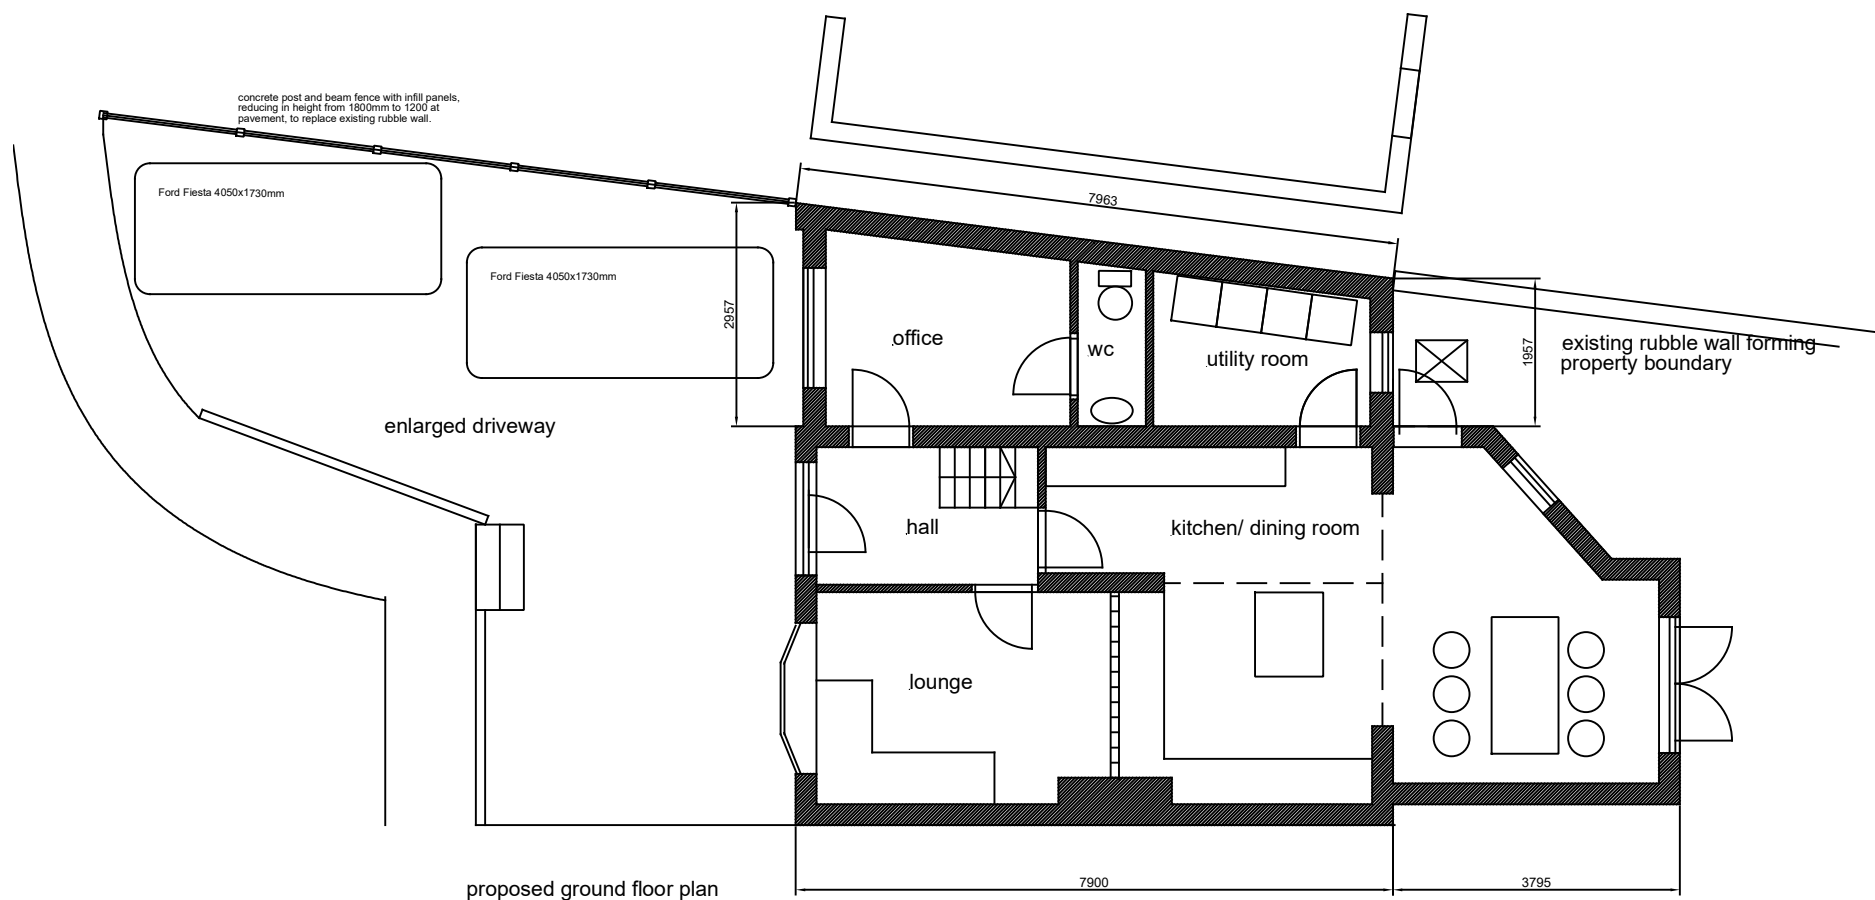 concrete post and beam fence with infill panels,
reducing in height from 1800mm to 1200 at
pavement, to replace existing rubble wall.
Ford Fiesta 4050x1730mm
7963
Ford Fiesta 4050x1730mm
2957
office
wc
utility room
1957
existing rubble wall forming
property boundary
enlarged driveway
hall
kitchen/ dining room
lounge
proposed ground floor plan
7900
3795